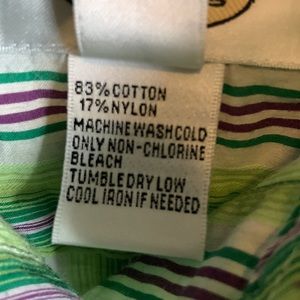 83% COTTON
17% NYLON
MACHINE WASH COLD
ONLY NON-CHLORINE
BLEACH
TUMBLE DRY LOW
COOL IRON IF NEEDED